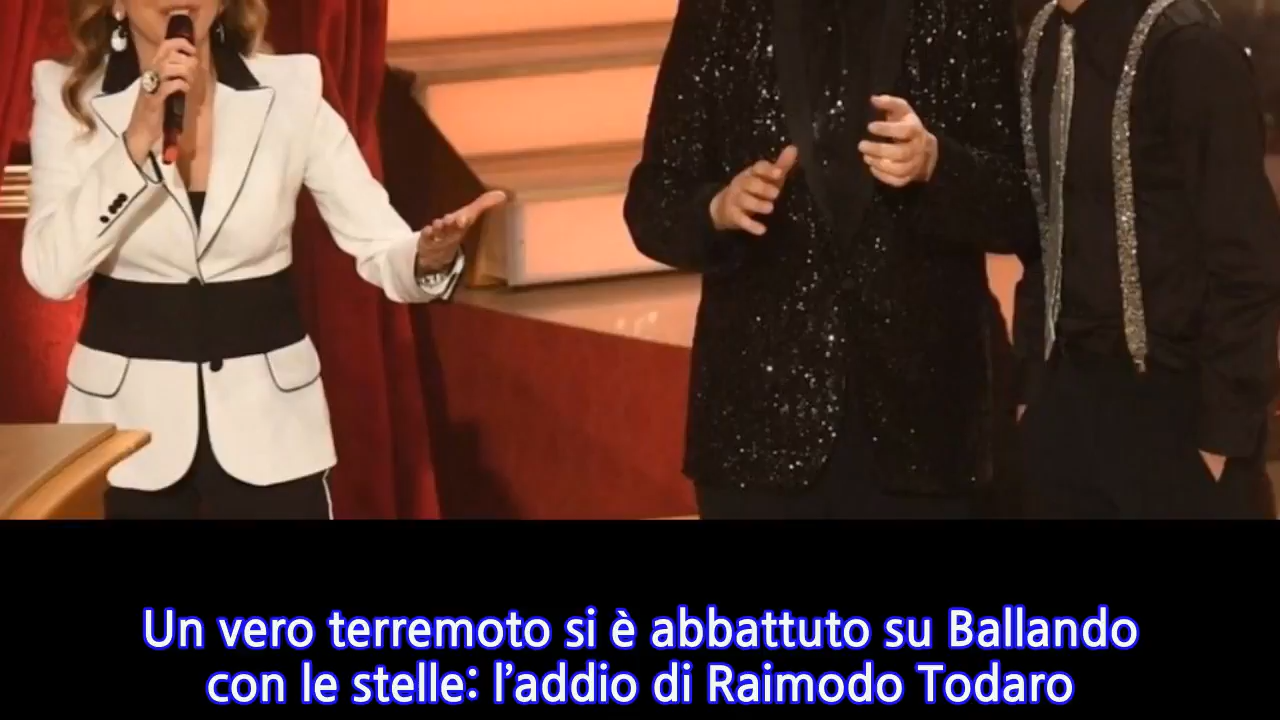 Un vero terremoto si è abbattuto su Ballando
con le stelle: l’addio di Raimodo Todaro